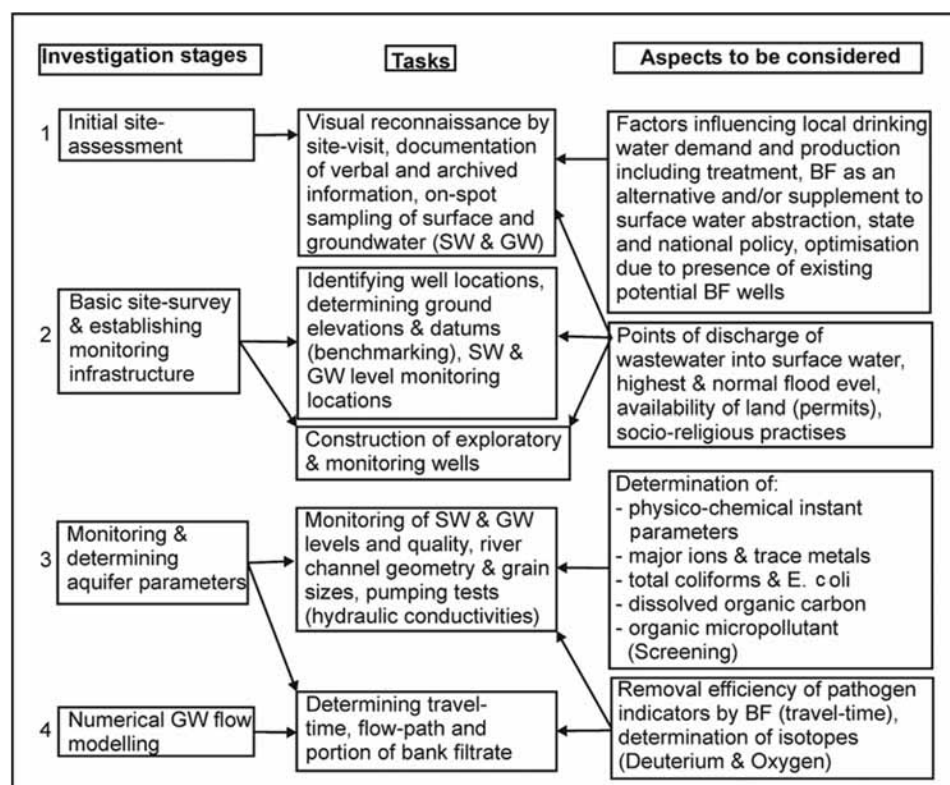 Investigation stages
Tasks
Aspects to be considered
1
Initial site-
assessment
Visual reconnaissance by
site-visit, documentation
of verbal and archived
information, on-spot
sampling of surface and
groundwater (SW & GW)
Factors influencing local drinking
water demand and production
including treatment, BF as an
alternative and/or supplement to
surface water abstraction, state
and national policy, optimisation
due to presence of existing
potential BF wells
2
Basic site-survey
& establishing
monitoring
infrastructure
Identifying well locations,
determining ground
elevations & datums
(benchmarking), SW &
GW level monitoring
locations
Construction of exploratory
& monitoring wells
Points of discharge of
wastewater into surface water,
highest & normal flood evel,
availability of land (permits),
socio-religious practises
3
Monitoring &
determining
aquifer parameters
Monitoring of SW & GW
levels and quality, river
channel geometry & grain
sizes, pumping tests
(hydraulic conductivities)
Determination of:
- physico-chemical instant
parameters
- major ions & trace metals
- total coliforms & E. coli
- dissolved organic carbon
- organic micropollutant
(Screening)
4
Numerical GW flow
modelling
Determining travel-
time, flow-path and
portion of bank filtrate
Removal efficiency of pathogen
indicators by BF (travel-time),
determination of isotopes
(Deuterium & Oxygen)